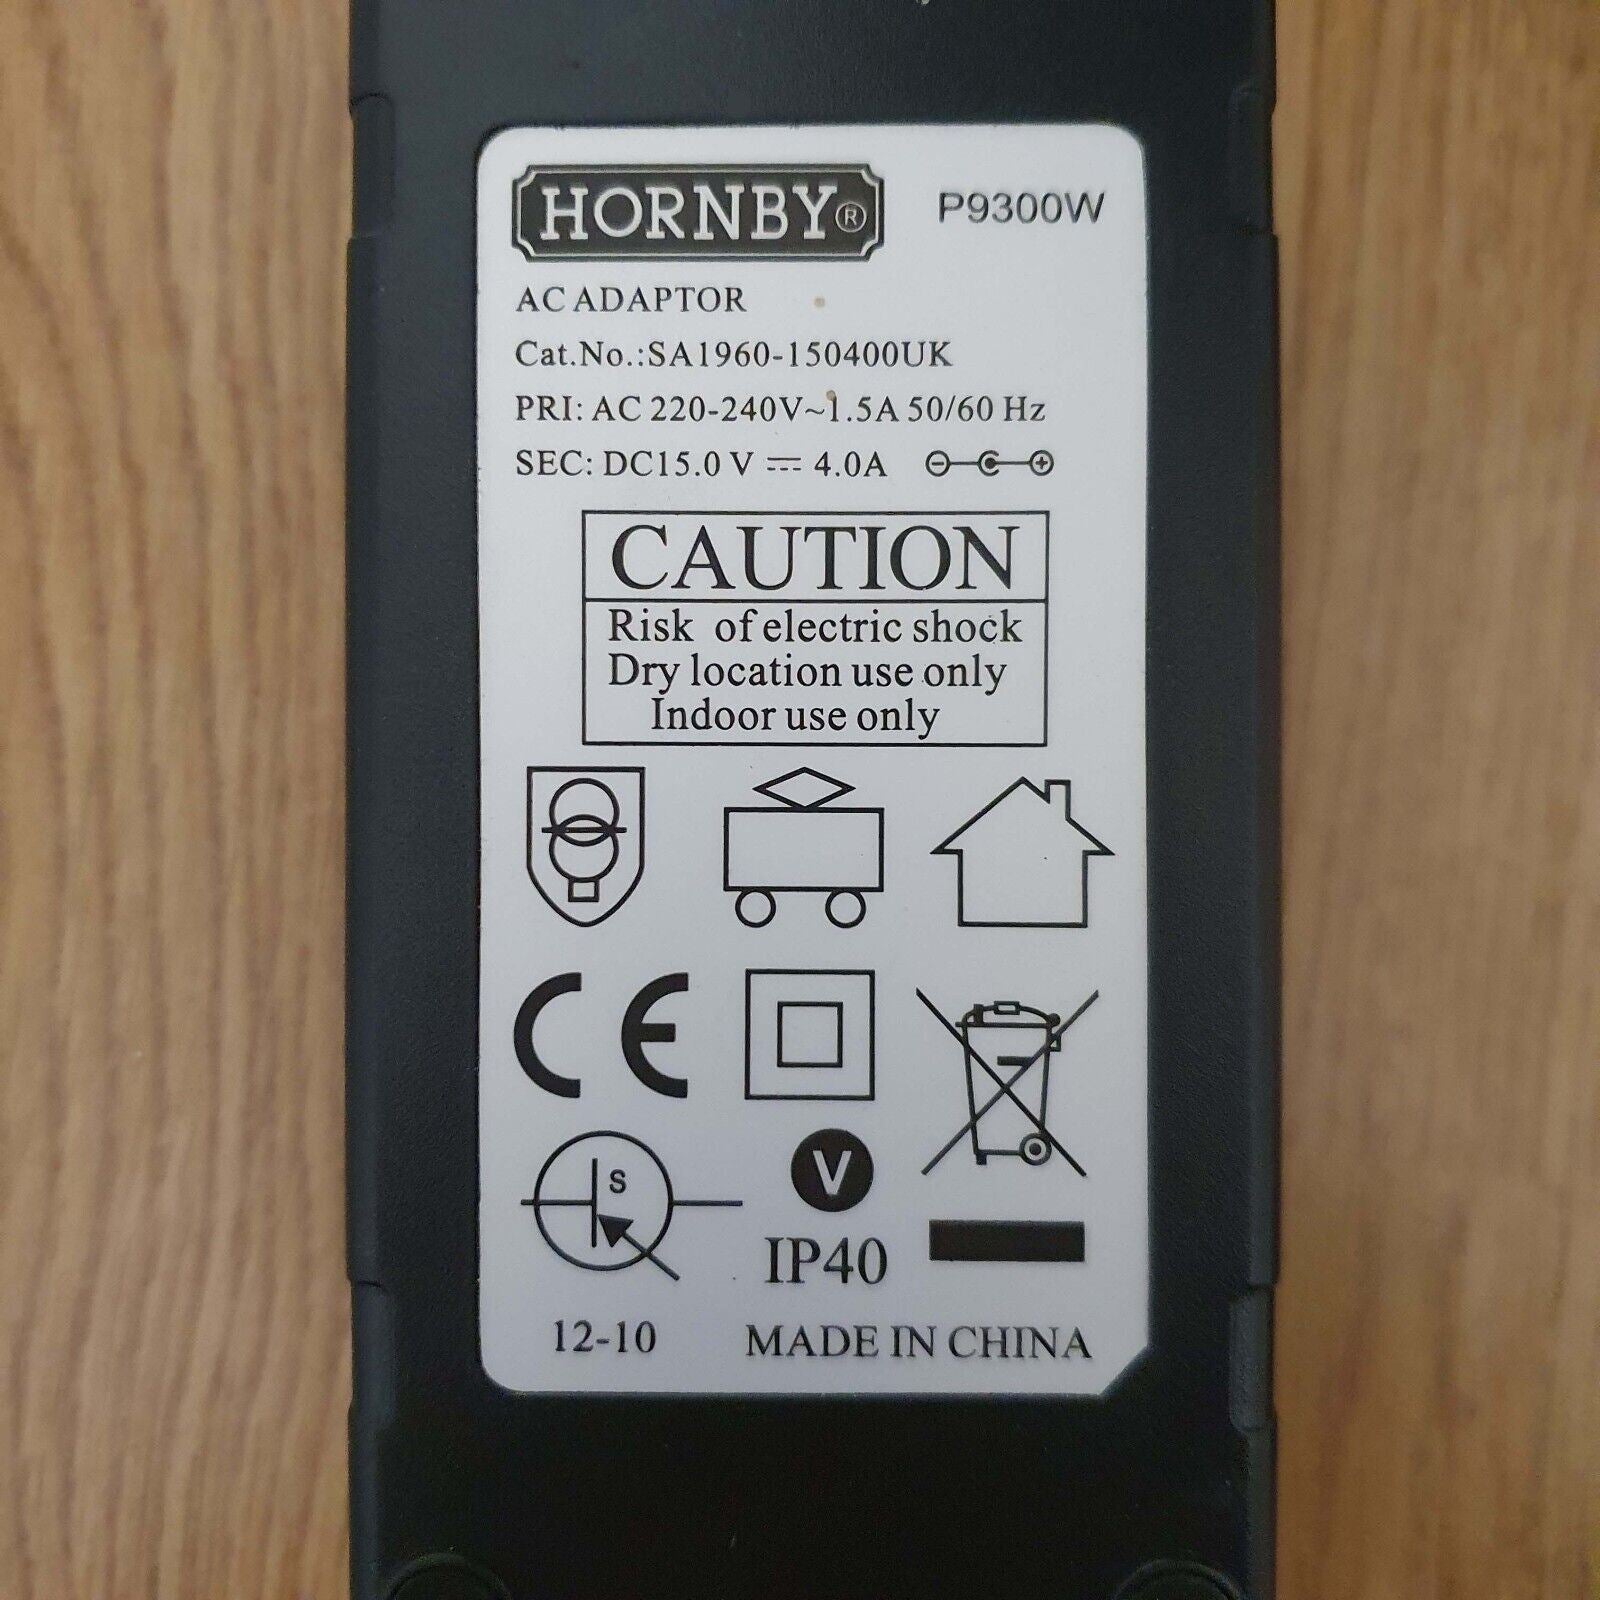 HORNBY® P9300W
AC ADAPTOR
Cat.No.:SA1960-150400UK
PRI: AC 220-240V~1.5A 50/60 Hz
SEC: DC15.0 V ⎓ 4.0A
CAUTION
Risk of electric shock
Dry location use only
Indoor use only
CE
S
V
IP40
12-10 MADE IN CHINA